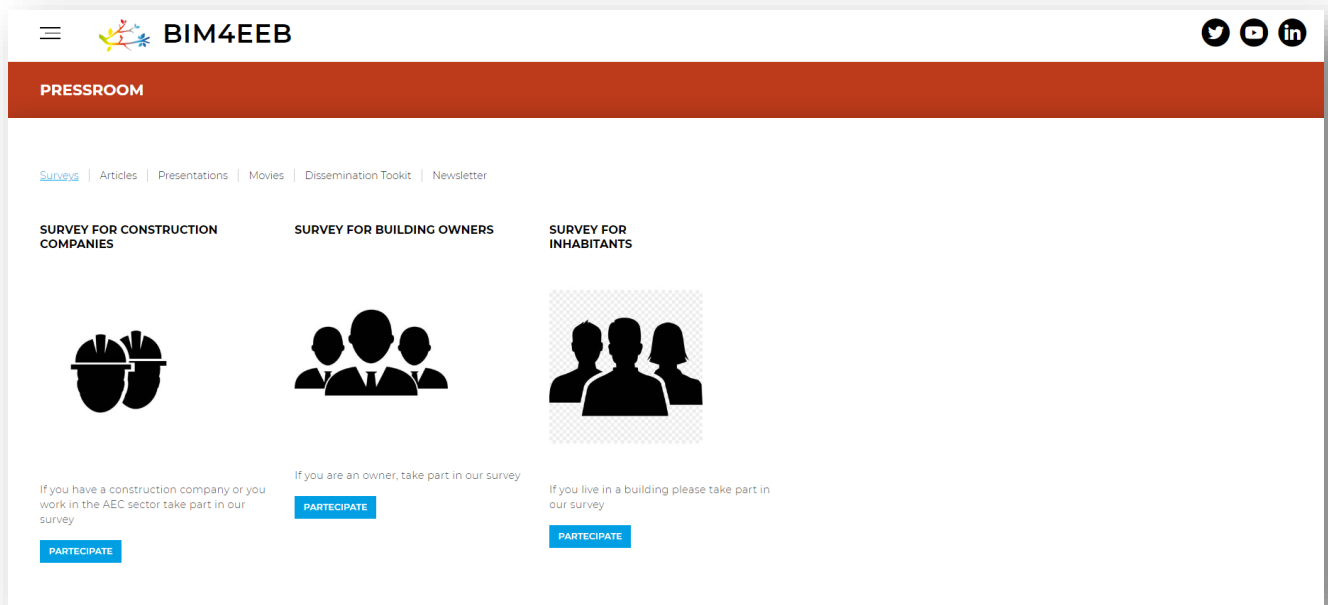 BIM4EEB
PRESSROOM
Surveys | Articles | Presentations | Movies | Dissemination Tookit | Newsletter
SURVEY FOR CONSTRUCTION
COMPANIES
If you have a construction company or you
work in the AEC sector take part in our
survey
PARTECIPATE
SURVEY FOR BUILDING OWNERS
If you are an owner, take part in our survey
PARTECIPATE
SURVEY FOR
INHABITANTS
If you live in a building please take part in
our survey
PARTECIPATE